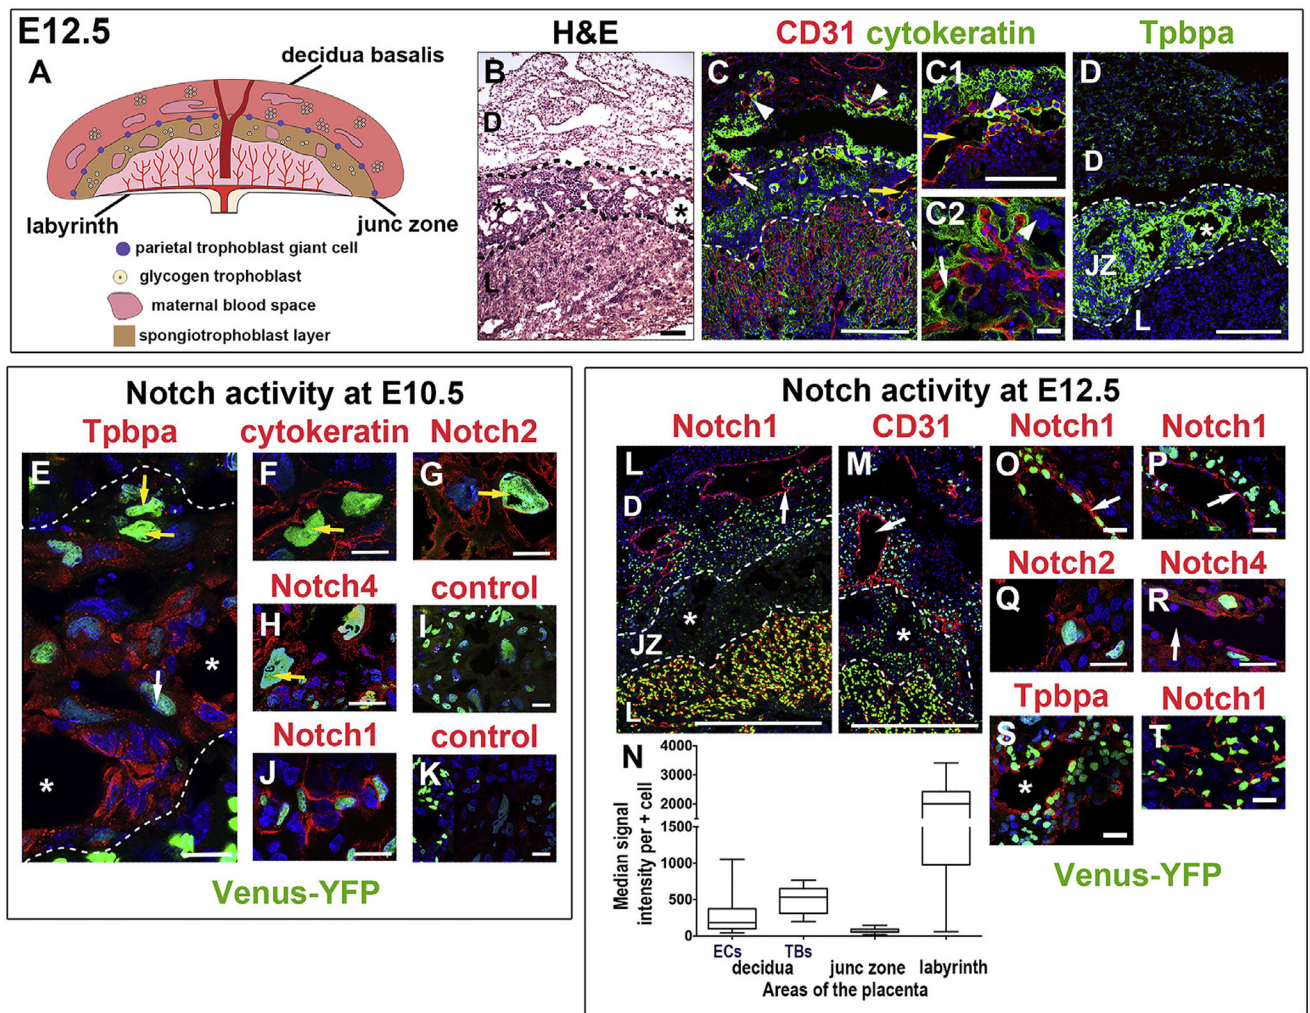 E12.5
A
decidua basalis
labyrinth
junc zone
parietal trophoblast giant cell
glycogen trophoblast
maternal blood space
spongiotrophoblast layer
H&E
B
D
L
CD31 cytokeratin
C
C1
C2
Tpbpa
D
D
JZ
L
Notch activity at E10.5
Tpbpa
cytokeratin
Notch2
E
F
G
Notch4
control
H
I
Notch1
control
J
K
Venus-YFP
Notch activity at E12.5
Notch1
CD31
Notch1
Notch1
L
D
JZ
L
M
O
P
Notch2
Notch4
Q
R
Tpbpa
Notch1
S
T
N
Median signal
intensity per + cell
4000
3000
2000
1500
1000
500
0
ECs
TBs
decidua
junc zone
labyrinth
Areas of the placenta
Venus-YFP